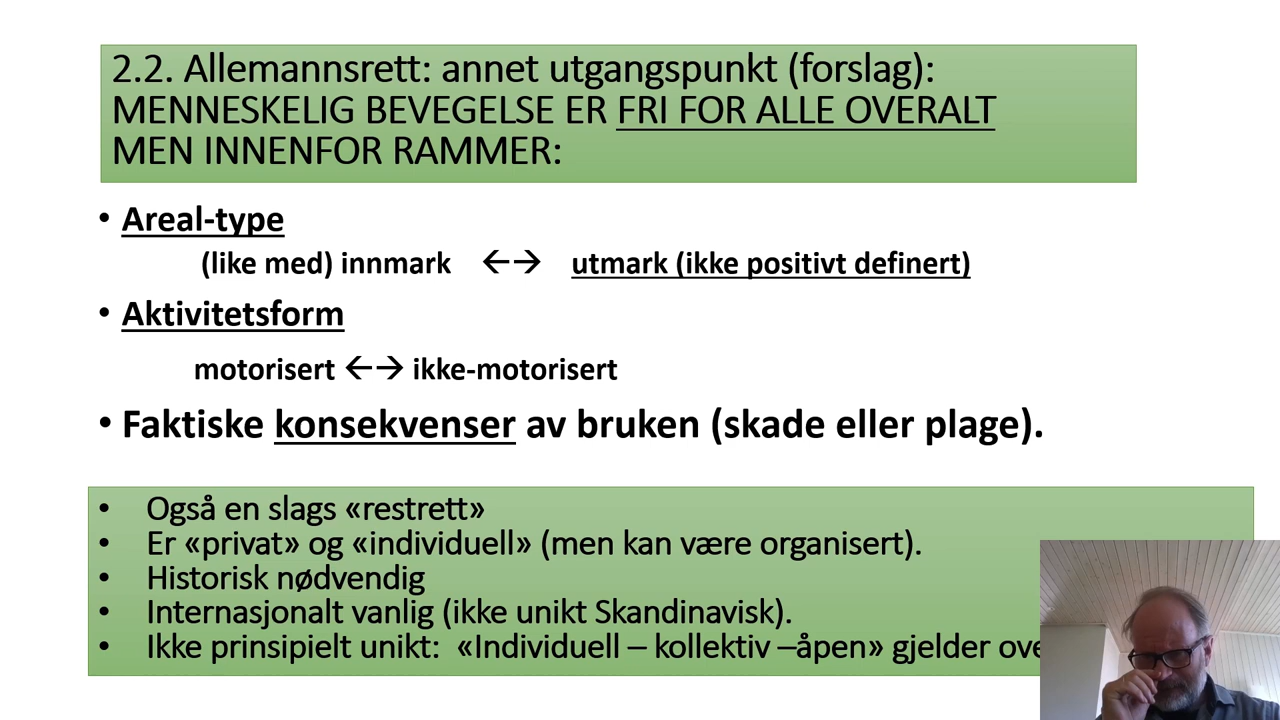 2.2. Allemannsrett: annet utgangspunkt (forslag):
MENNESKELIG BEVEGELSE ER FRI FOR ALLE OVERALT
MEN INNENFOR RAMMER:
• Areal-type
(like med) innmark ←→ utmark (ikke positivt definert)
• Aktivitetsform
motorisert ←→ ikke-motorisert
• Faktiske konsekvenser av bruken (skade eller plage).
• Også en slags «restrett»
• Er «privat» og «individuell» (men kan være organisert).
• Historisk nødvendig
• Internasjonalt vanlig (ikke unikt Skandinavisk).
• Ikke prinsipielt unikt: «Individuell – kollektiv –åpen» gjelder